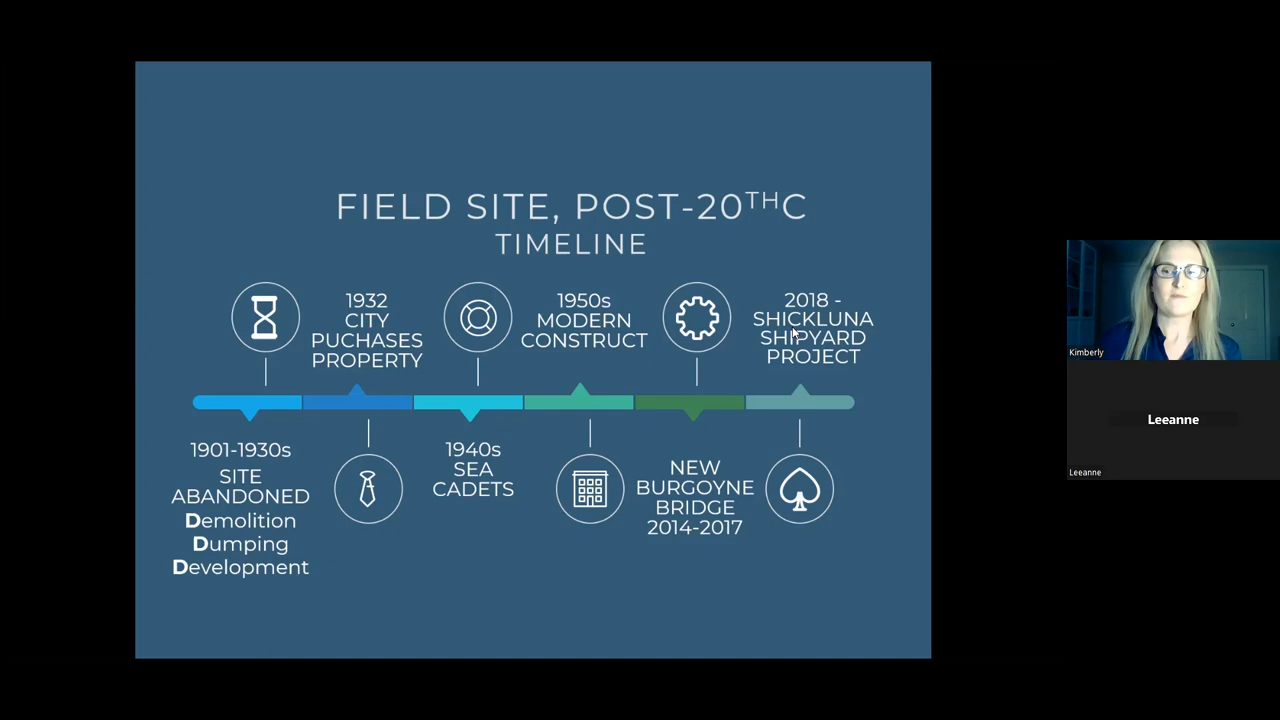 FIELD SITE, POST-20THC
TIMELINE
1932
CITY
PUCHASES
PROPERTY
1950s
MODERN
CONSTRUCT
2018 -
SHICKLUNA
SHIPYARD
PROJECT
1901-1930s
SITE
ABANDONED
Demolition
Dumping
Development
1940s
SEA
CADETS
NEW
BURGOYNE
BRIDGE
2014-2017
Kimberly
Leeanne
Leeanne